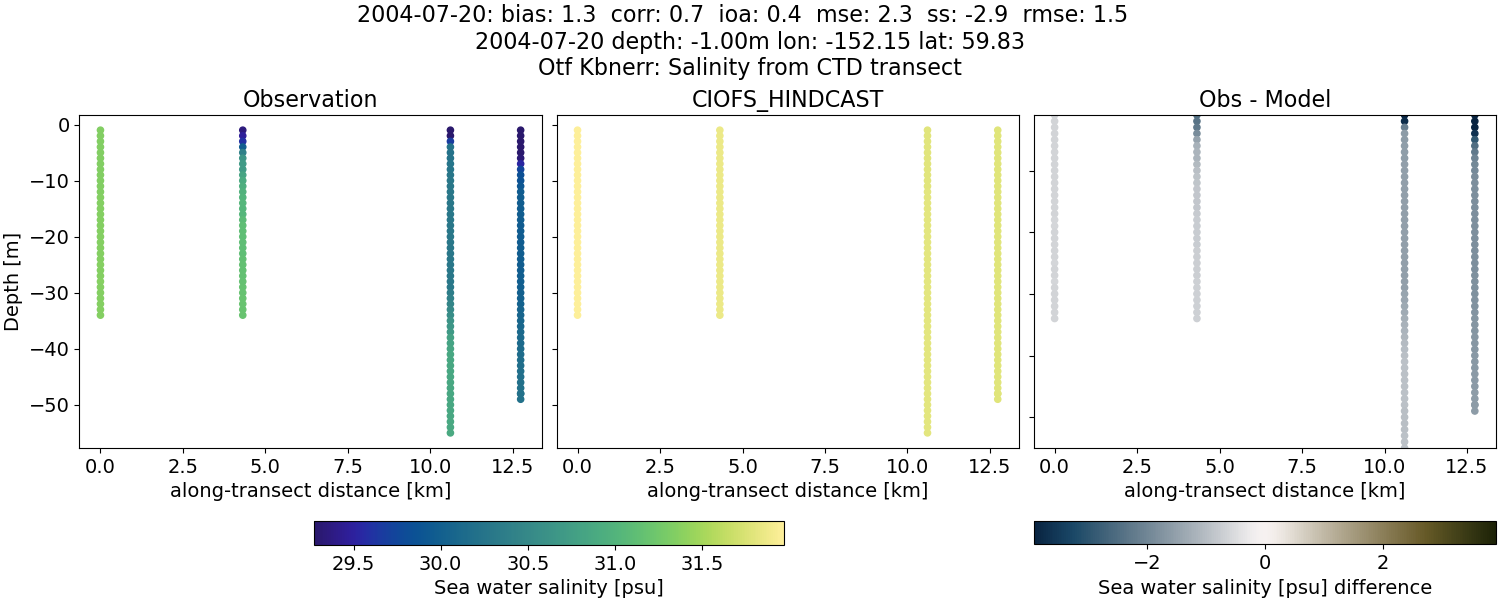 2004-07-20: bias: 1.3 corr: 0.7 ioa: 0.4 mse: 2.3 ss: -2.9 rmse: 1.5
2004-07-20 depth: -1.00m lon: -152.15 lat: 59.83
Otf Kbnerr: Salinity from CTD transect
Observation
CIOFS_HINDCAST
Obs - Model
Depth [m]
0
−10
−20
−30
−40
−50
0.0 2.5 5.0 7.5 10.0 12.5
0.0 2.5 5.0 7.5 10.0 12.5
0.0 2.5 5.0 7.5 10.0 12.5
along-transect distance [km]
along-transect distance [km]
along-transect distance [km]
29.5 30.0 30.5 31.0 31.5
Sea water salinity [psu]
−2 0 2
Sea water salinity [psu] difference